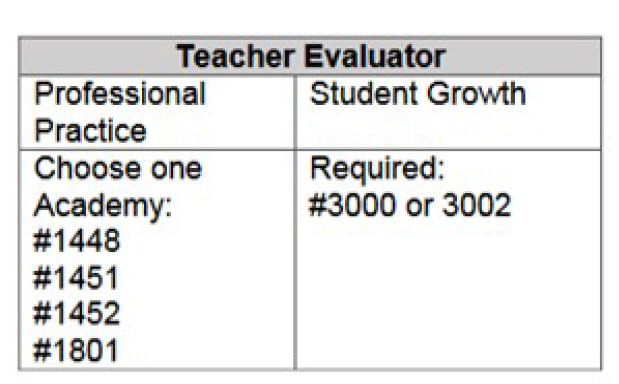 Teacher Evaluator
Professional
Practice
Student Growth
Choose one
Academy:
#1448
#1451
#1452
#1801
Required:
#3000 or 3002